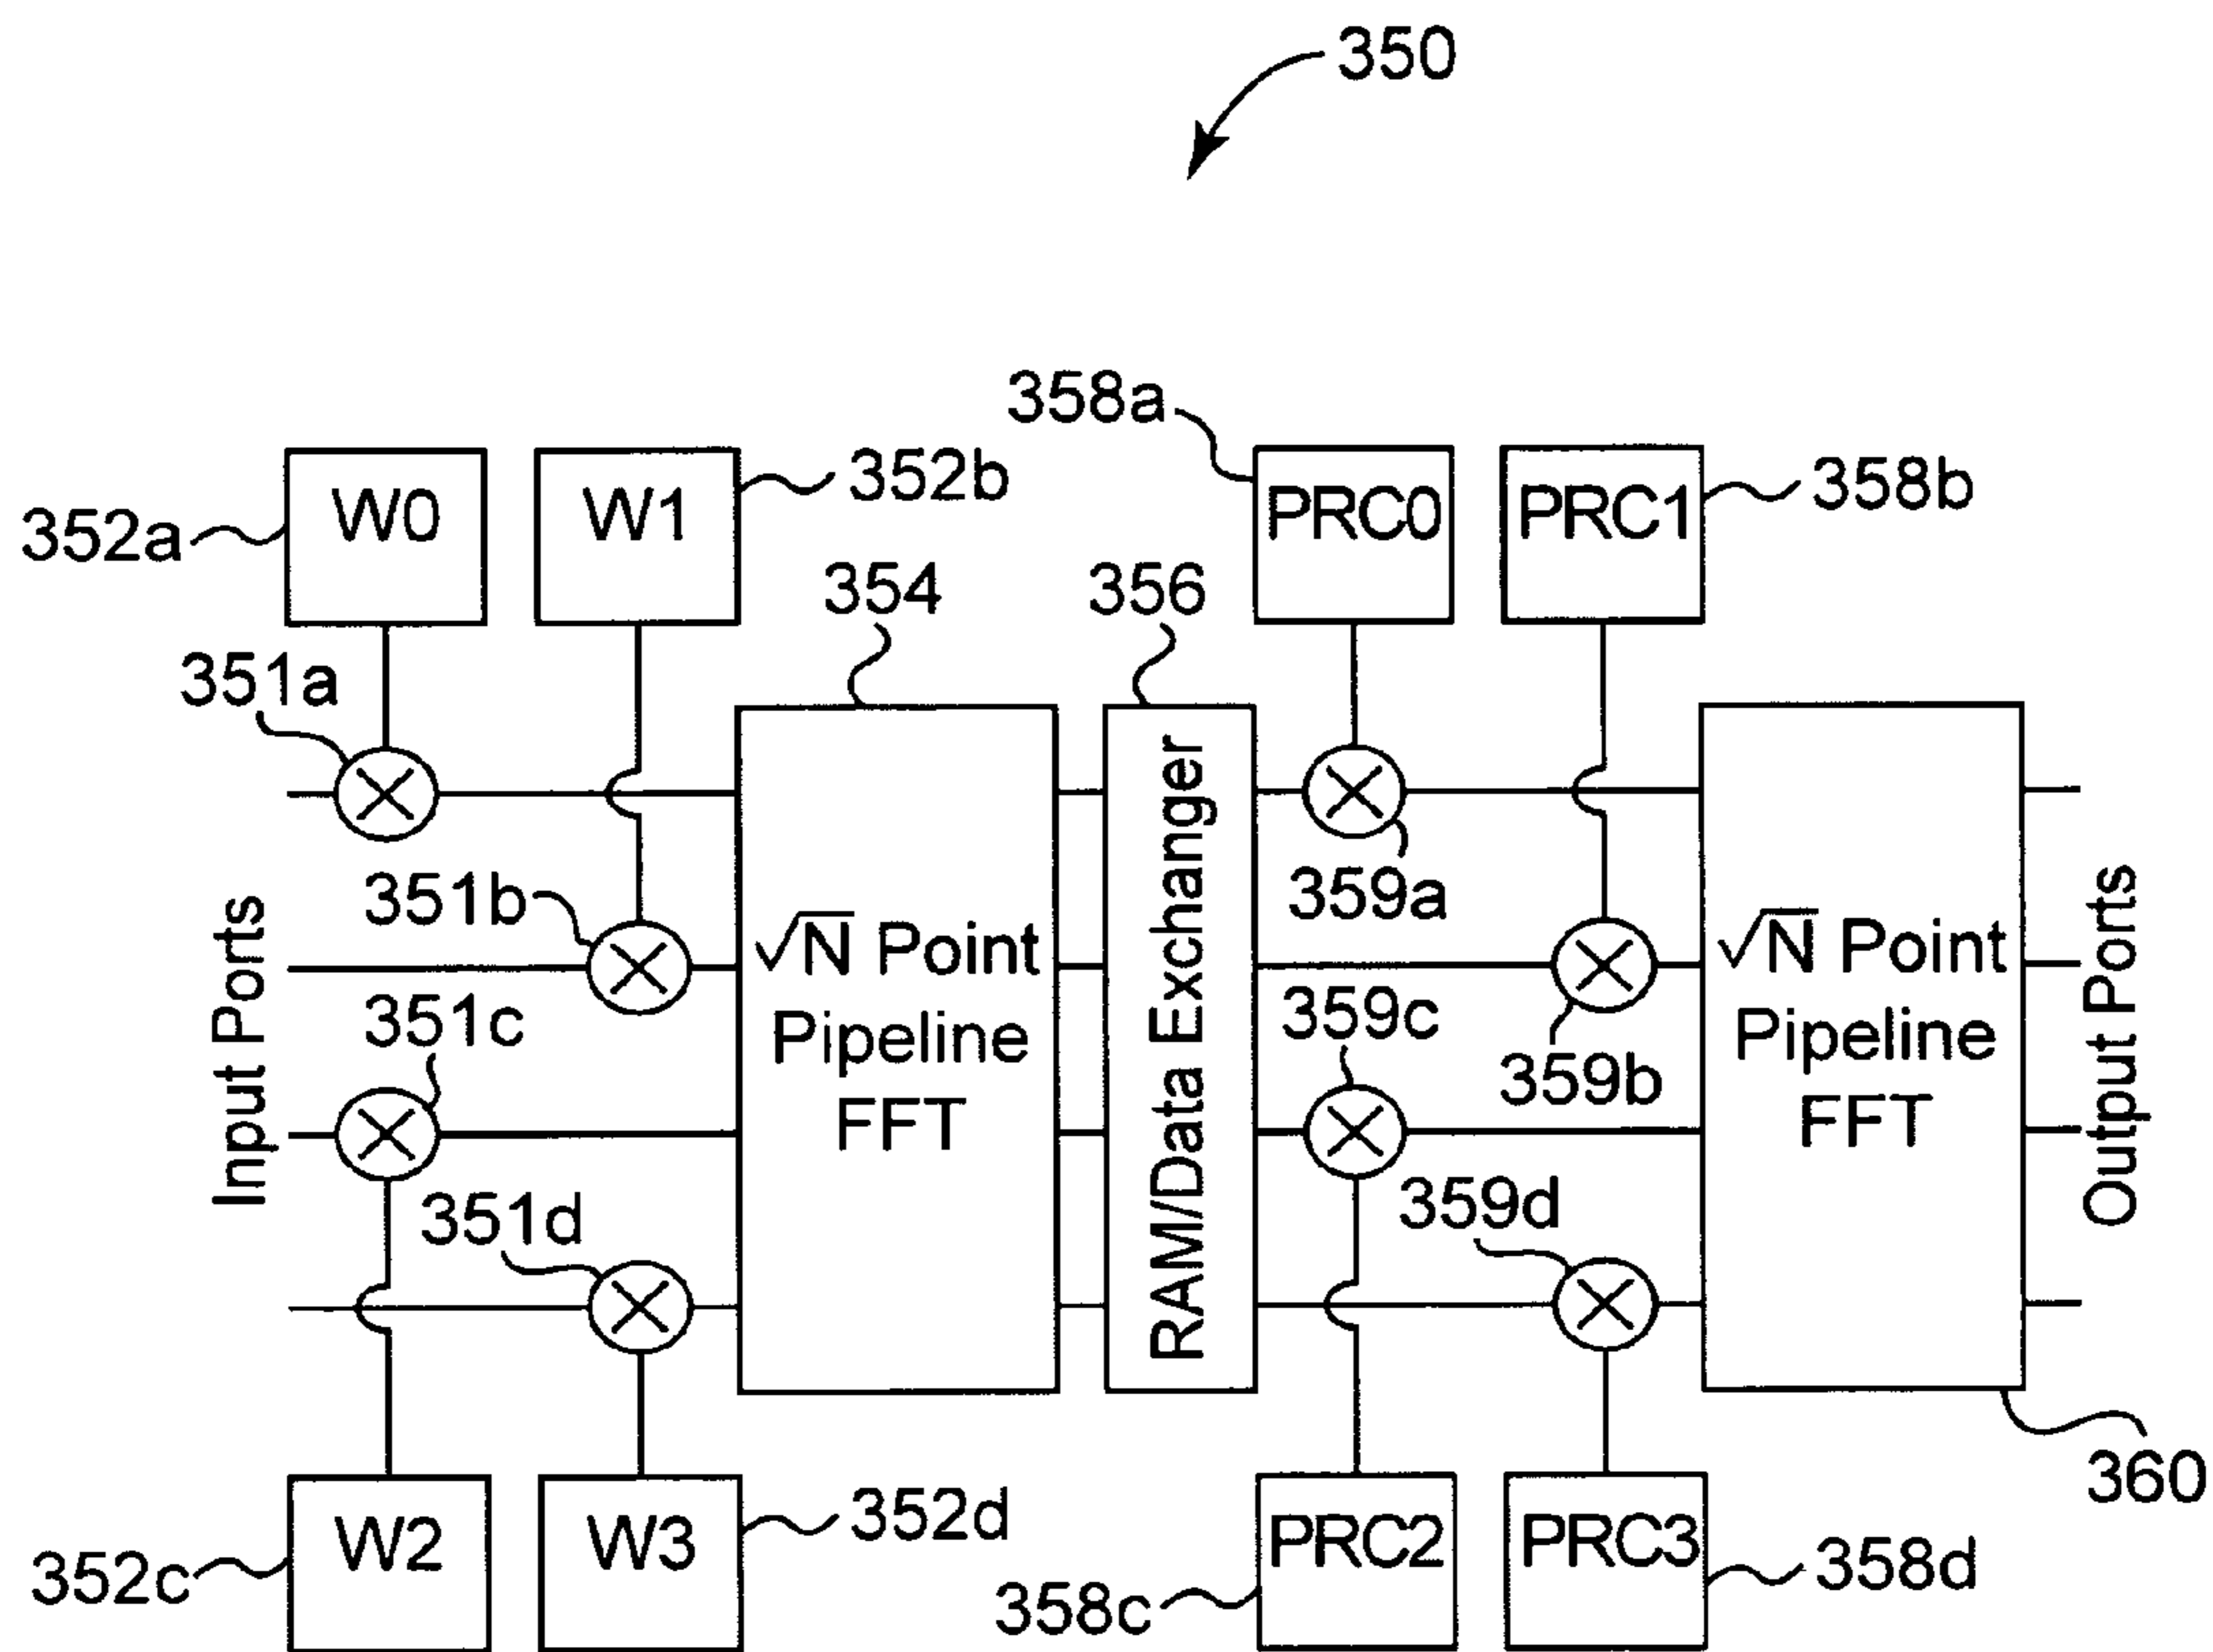 350
358a
352b
358b
352a
W0
W1
PRC0
PRC1
354
356
351a
351b
359a
Input Ports
√N Point
Pipeline
FFT
RAM/Data Exchanger
√N Point
Pipeline
FFT
Output Ports
351c
359c
359b
351d
359d
360
W2
W3
352d
PRC2
PRC3
358d
352c
358c